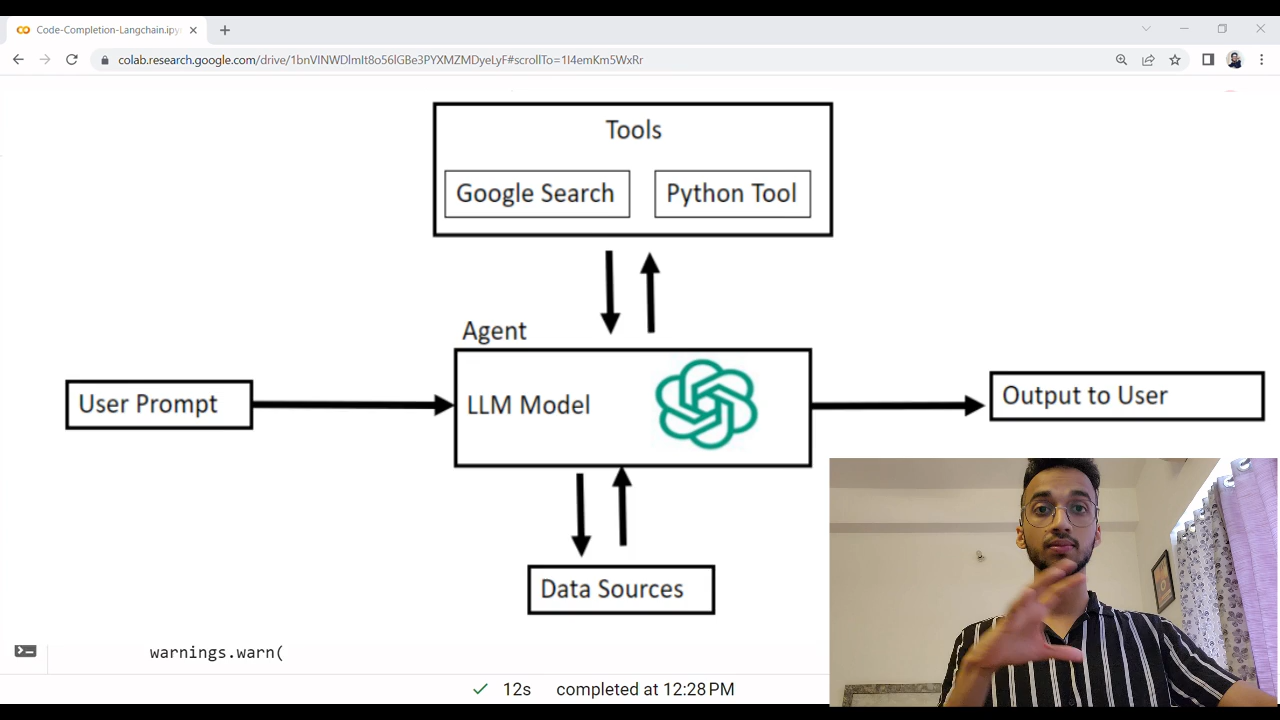 Code-Completion-Langchain.ipy
colab.research.google.com/drive/1bnVINWDlmIt8o56lGBe3PYXMZMDyeLyF#scrollTo=1I4emKm5WxRr
Tools
Google Search
Python Tool
Agent
User Prompt
LLM Model
Output to User
Data Sources
warnings.warn(
12s completed at 12:28 PM